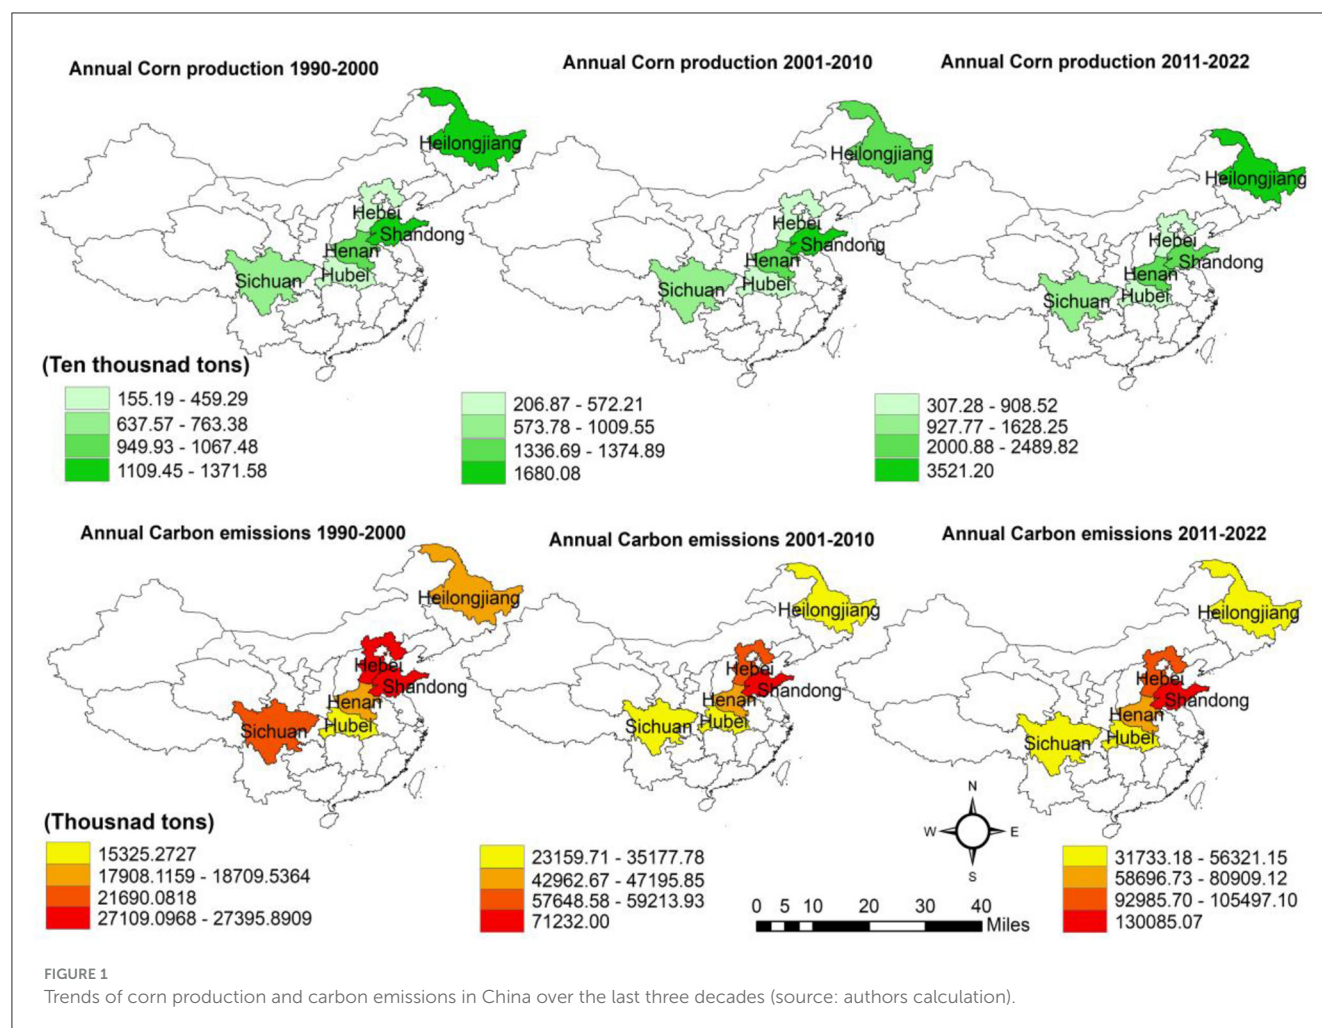 Annual Corn production 1990-2000
Annual Corn production 2001-2010
Annual Corn production 2011-2022
Heilongjiang
Hebei
Shandong
Henan
Hubei
Sichuan
Heilongjiang
Hebei
Shandong
Henan
Hubei
Sichuan
Heilongjiang
Hebei
Shandong
Henan
Hubei
Sichuan
(Ten thousnad tons)
155.19 - 459.29
637.57 - 763.38
949.93 - 1067.48
1109.45 - 1371.58
206.87 - 572.21
573.78 - 1009.55
1336.69 - 1374.89
1680.08
307.28 - 908.52
927.77 - 1628.25
2000.88 - 2489.82
3521.20
Annual Carbon emissions 1990-2000
Annual Carbon emissions 2001-2010
Annual Carbon emissions 2011-2022
Heilongjiang
Hebei
Shandong
Henan
Hubei
Sichuan
Heilongjiang
Hebei
Shandong
Henan
Hubei
Sichuan
Heilongjiang
Hebei
Shandong
Henan
Hubei
Sichuan
(Thousnad tons)
15325.2727
17908.1159 - 18709.5364
21690.0818
27109.0968 - 27395.8909
23159.71 - 35177.78
42962.67 - 47195.85
57648.58 - 59213.93
71232.00
N
W E
S
0 5 10 20 30 40
Miles
31733.18 - 56321.15
58696.73 - 80909.12
92985.70 - 105497.10
130085.07
FIGURE 1
Trends of corn production and carbon emissions in China over the last three decades (source: authors calculation).